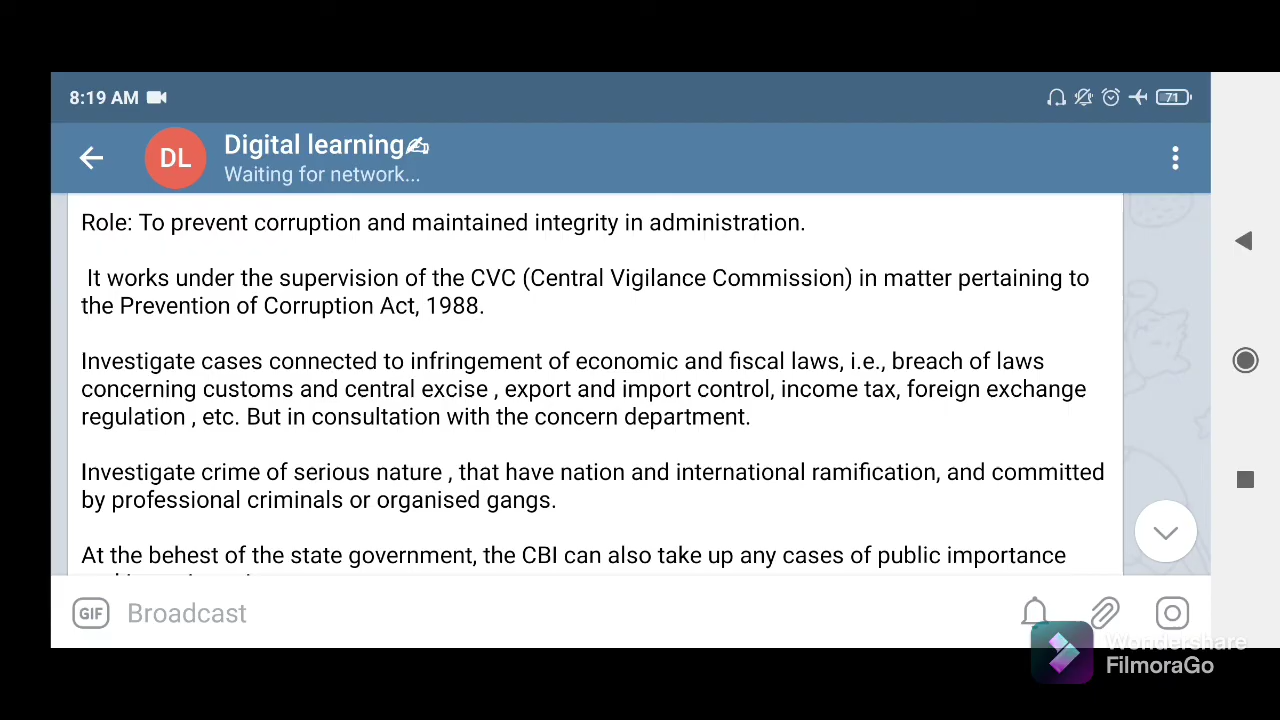 8:19 AM
71
DL
Digital learning✍
Waiting for network...
Role: To prevent corruption and maintained integrity in administration.
It works under the supervision of the CVC (Central Vigilance Commission) in matter pertaining to
the Prevention of Corruption Act, 1988.
Investigate cases connected to infringement of economic and fiscal laws, i.e., breach of laws
concerning customs and central excise , export and import control, income tax, foreign exchange
regulation , etc. But in consultation with the concern department.
Investigate crime of serious nature , that have nation and international ramification, and committed
by professional criminals or organised gangs.
At the behest of the state government, the CBI can also take up any cases of public importance
GIF
Broadcast
Wondershare
FilmoraGo